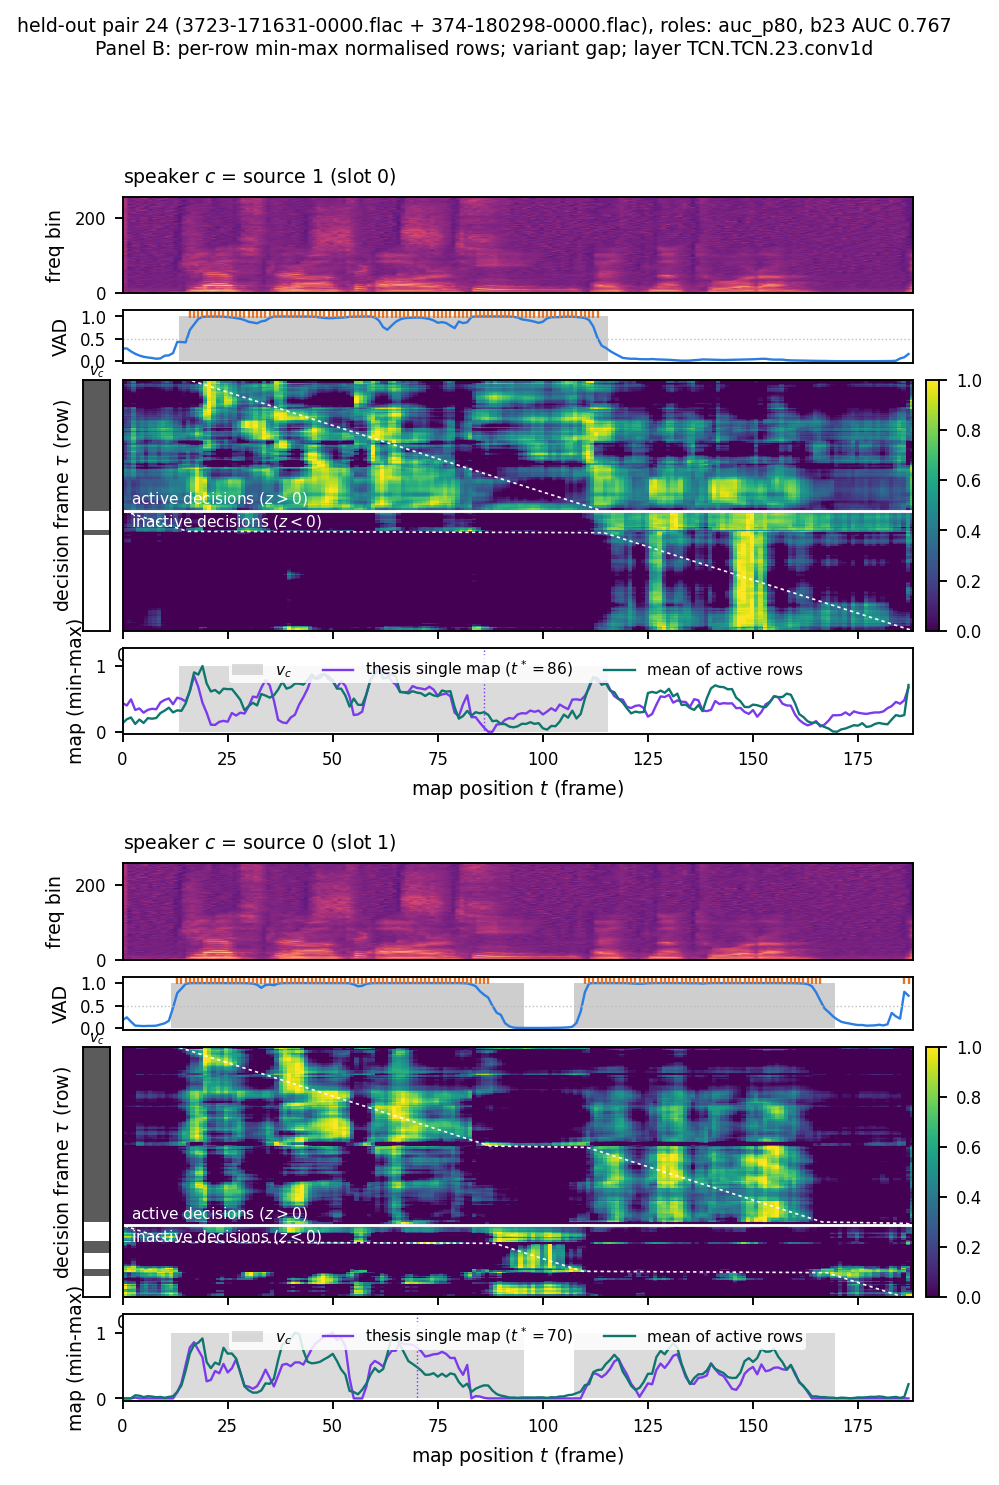 held-out pair 24 (3723-171631-0000.flac + 374-180298-0000.flac), roles: auc_p80, b23 AUC 0.767
Panel B: per-row min-max normalised rows; variant gap; layer TCN.TCN.23.conv1d
speaker c = source 1 (slot 0)
freq bin
200
0
VAD
1.0
0.5
0.0
v_c
decision frame τ (row)
active decisions (z > 0)
inactive decisions (z < 0)
1.0
0.8
0.6
0.4
0.2
0.0
map (min-max)
1
0
v_c
thesis single map (t* = 86)
mean of active rows
0 25 50 75 100 125 150 175
map position t (frame)
speaker c = source 0 (slot 1)
freq bin
200
0
VAD
1.0
0.5
0.0
v_c
decision frame τ (row)
active decisions (z > 0)
inactive decisions (z < 0)
1.0
0.8
0.6
0.4
0.2
0.0
map (min-max)
1
0
v_c
thesis single map (t* = 70)
mean of active rows
0 25 50 75 100 125 150 175
map position t (frame)